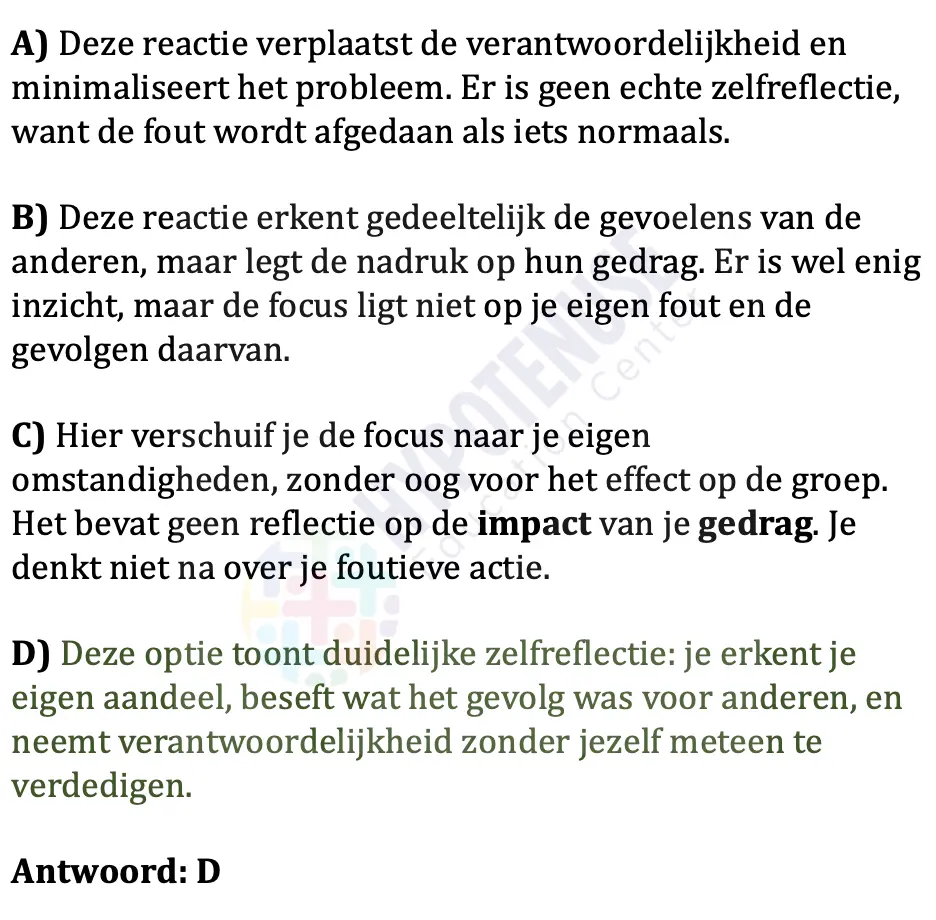 A) Deze reactie verplaatst de verantwoordelijkheid en
minimaliseert het probleem. Er is geen echte zelfreflectie,
want de fout wordt afgedaan als iets normaals.
B) Deze reactie erkent gedeeltelijk de gevoelens van de
anderen, maar legt de nadruk op hun gedrag. Er is wel enig
inzicht, maar de focus ligt niet op je eigen fout en de
gevolgen daarvan.
C) Hier verschuif je de focus naar je eigen
omstandigheden, zonder oog voor het effect op de groep.
Het bevat geen reflectie op de impact van je gedrag. Je
denkt niet na over je foutieve actie.
D) Deze optie toont duidelijke zelfreflectie: je erkent je
eigen aandeel, beseft wat het gevolg was voor anderen, en
neemt verantwoordelijkheid zonder jezelf meteen te
verdedigen.
Antwoord: D
HYPOTENUSE
Education Center